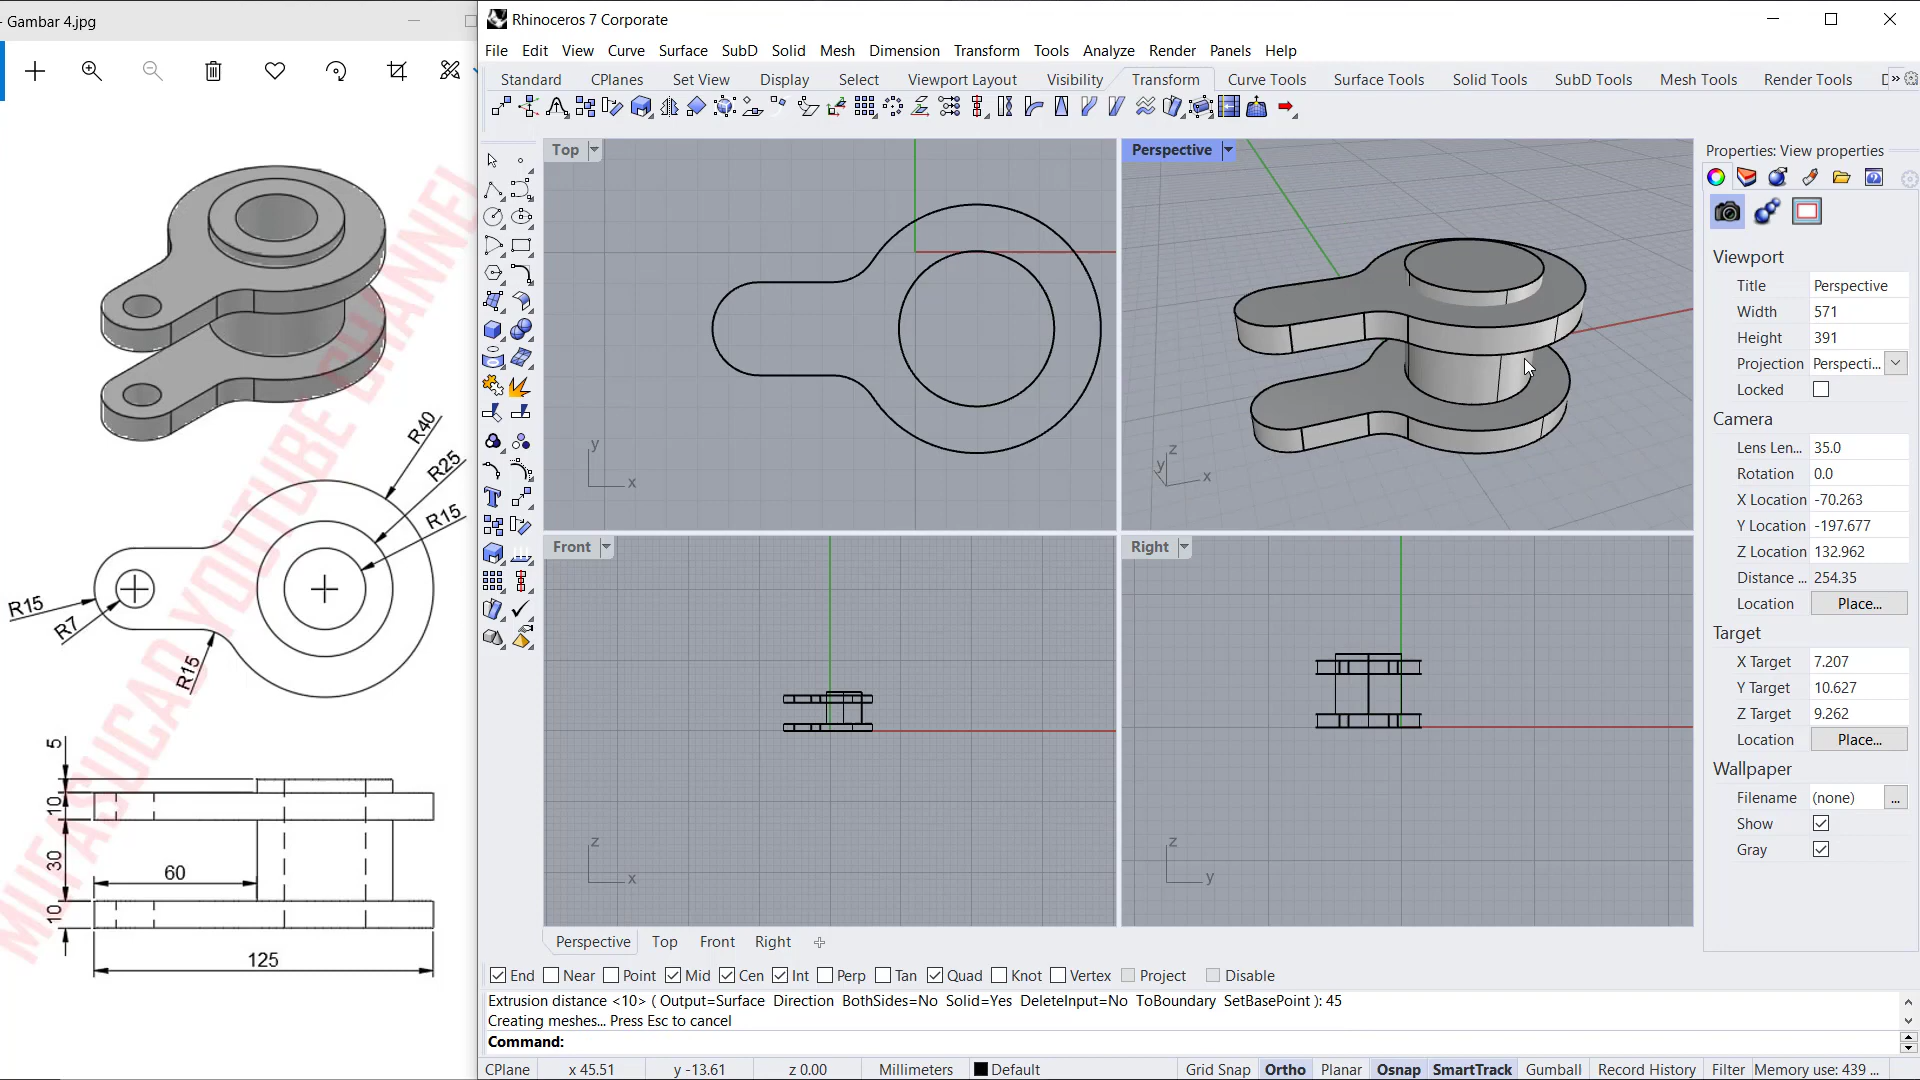 - Gambar 4.jpg
MUFASUCAD YOUTUBE CHANNEL
R40
R25
R15
R15
R7
R15
5
10
30
60
10
125
Rhinoceros 7 Corporate
File Edit View Curve Surface SubD Solid Mesh Dimension Transform Tools Analyze Render Panels Help
Standard CPlanes Set View Display Select Viewport Layout Visibility Transform Curve Tools Surface Tools Solid Tools SubD Tools Mesh Tools Render Tools D »
Top
y
x
Perspective
z
y
x
Front
z
x
Right
z
y
Perspective Top Front Right
Properties: View properties
Viewport
Title Perspective
Width 571
Height 391
Projection Perspecti...
Locked
Camera
Lens Len... 35.0
Rotation 0.0
X Location -70.263
Y Location -197.677
Z Location 132.962
Distance ... 254.35
Location Place...
Target
X Target 7.207
Y Target 10.627
Z Target 9.262
Location Place...
Wallpaper
Filename (none) ...
Show
Gray
End Near Point Mid Cen Int Perp Tan Quad Knot Vertex Project Disable
Extrusion distance <10> ( Output=Surface Direction BothSides=No Solid=Yes DeleteInput=No ToBoundary SetBasePoint ): 45
Creating meshes... Press Esc to cancel
Command:
CPlane x 45.51 y -13.61 z 0.00 Millimeters Default Grid Snap Ortho Planar Osnap SmartTrack Gumball Record History Filter Memory use: 439 ...